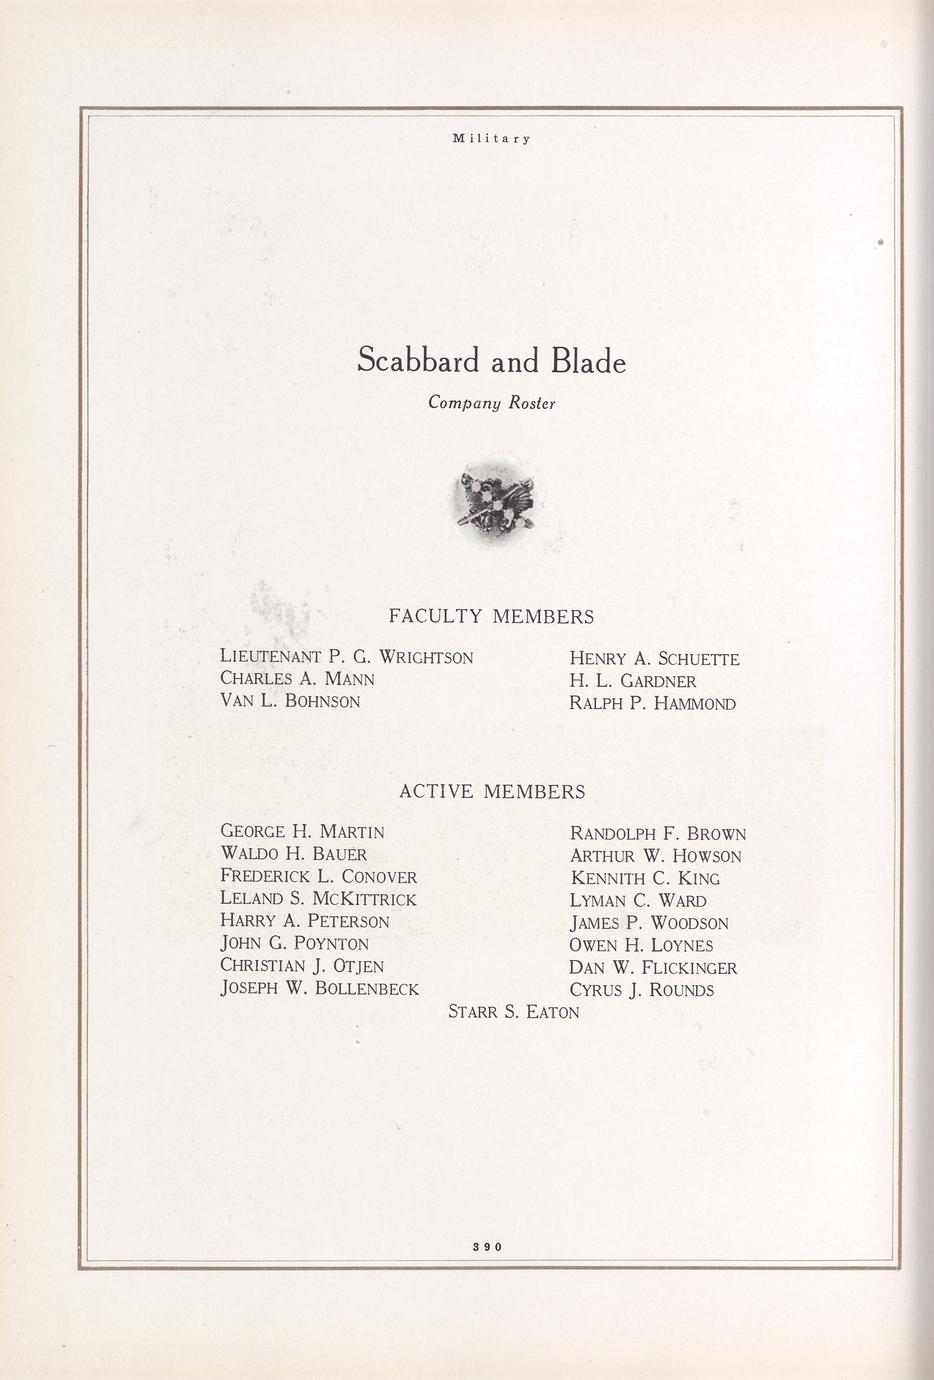 Military
Scabbard and Blade
Company Roster
FACULTY MEMBERS
LIEUTENANT P. G. WRIGHTSON
CHARLES A. MANN
VAN L. BOHNSON
HENRY A. SCHUETTE
H. L. GARDNER
RALPH P. HAMMOND
ACTIVE MEMBERS
GEORGE H. MARTIN
WALDO H. BAUER
FREDERICK L. CONOVER
LELAND S. MCKITTRICK
HARRY A. PETERSON
JOHN G. POYNTON
CHRISTIAN J. OTJEN
JOSEPH W. BOLLENBECK
RANDOLPH F. BROWN
ARTHUR W. HOWSON
KENNITH C. KING
LYMAN C. WARD
JAMES P. WOODSON
OWEN H. LOYNES
DAN W. FLICKINGER
CYRUS J. ROUNDS
STARR S. EATON
390